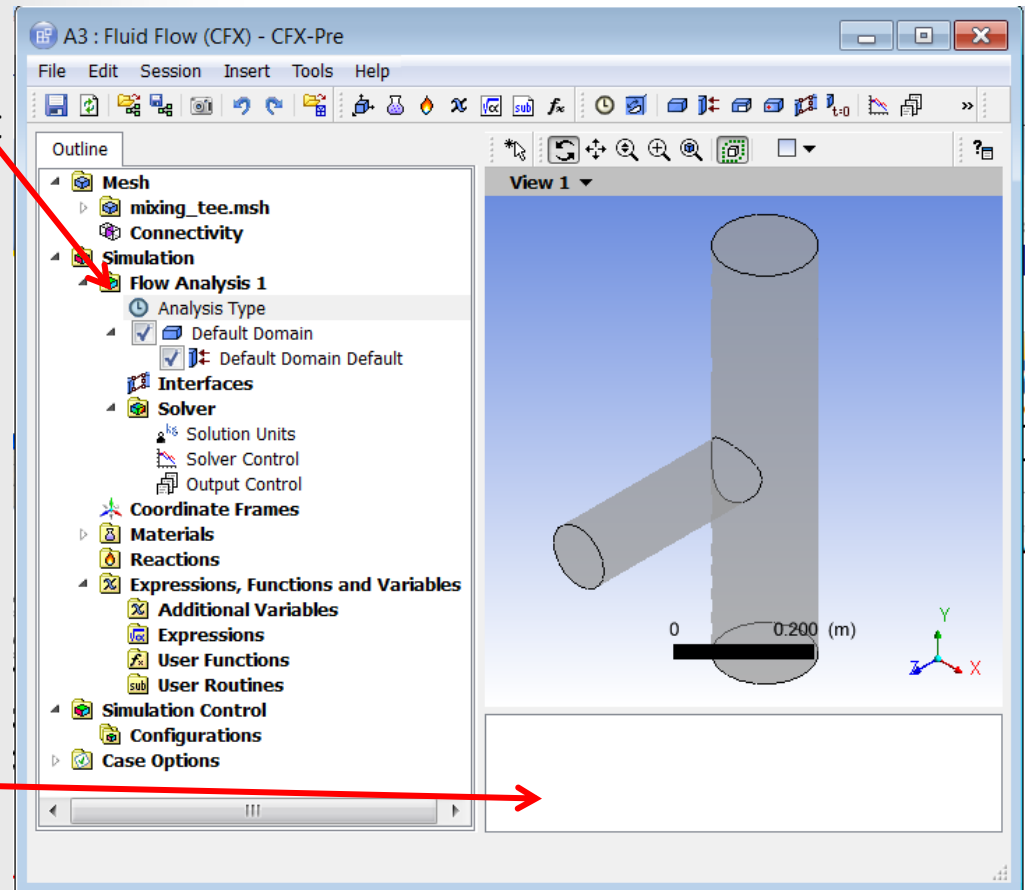 A3 : Fluid Flow (CFX) - CFX-Pre
File Edit Session Insert Tools Help
Outline
View 1
Mesh
mixing_tee.msh
Connectivity
Simulation
Flow Analysis 1
Analysis Type
Default Domain
Default Domain Default
Interfaces
Solver
Solution Units
Solver Control
Output Control
Coordinate Frames
Materials
Reactions
Expressions, Functions and Variables
Additional Variables
Expressions
User Functions
User Routines
Simulation Control
Configurations
Case Options
0 0.200 (m)
Y
Z X